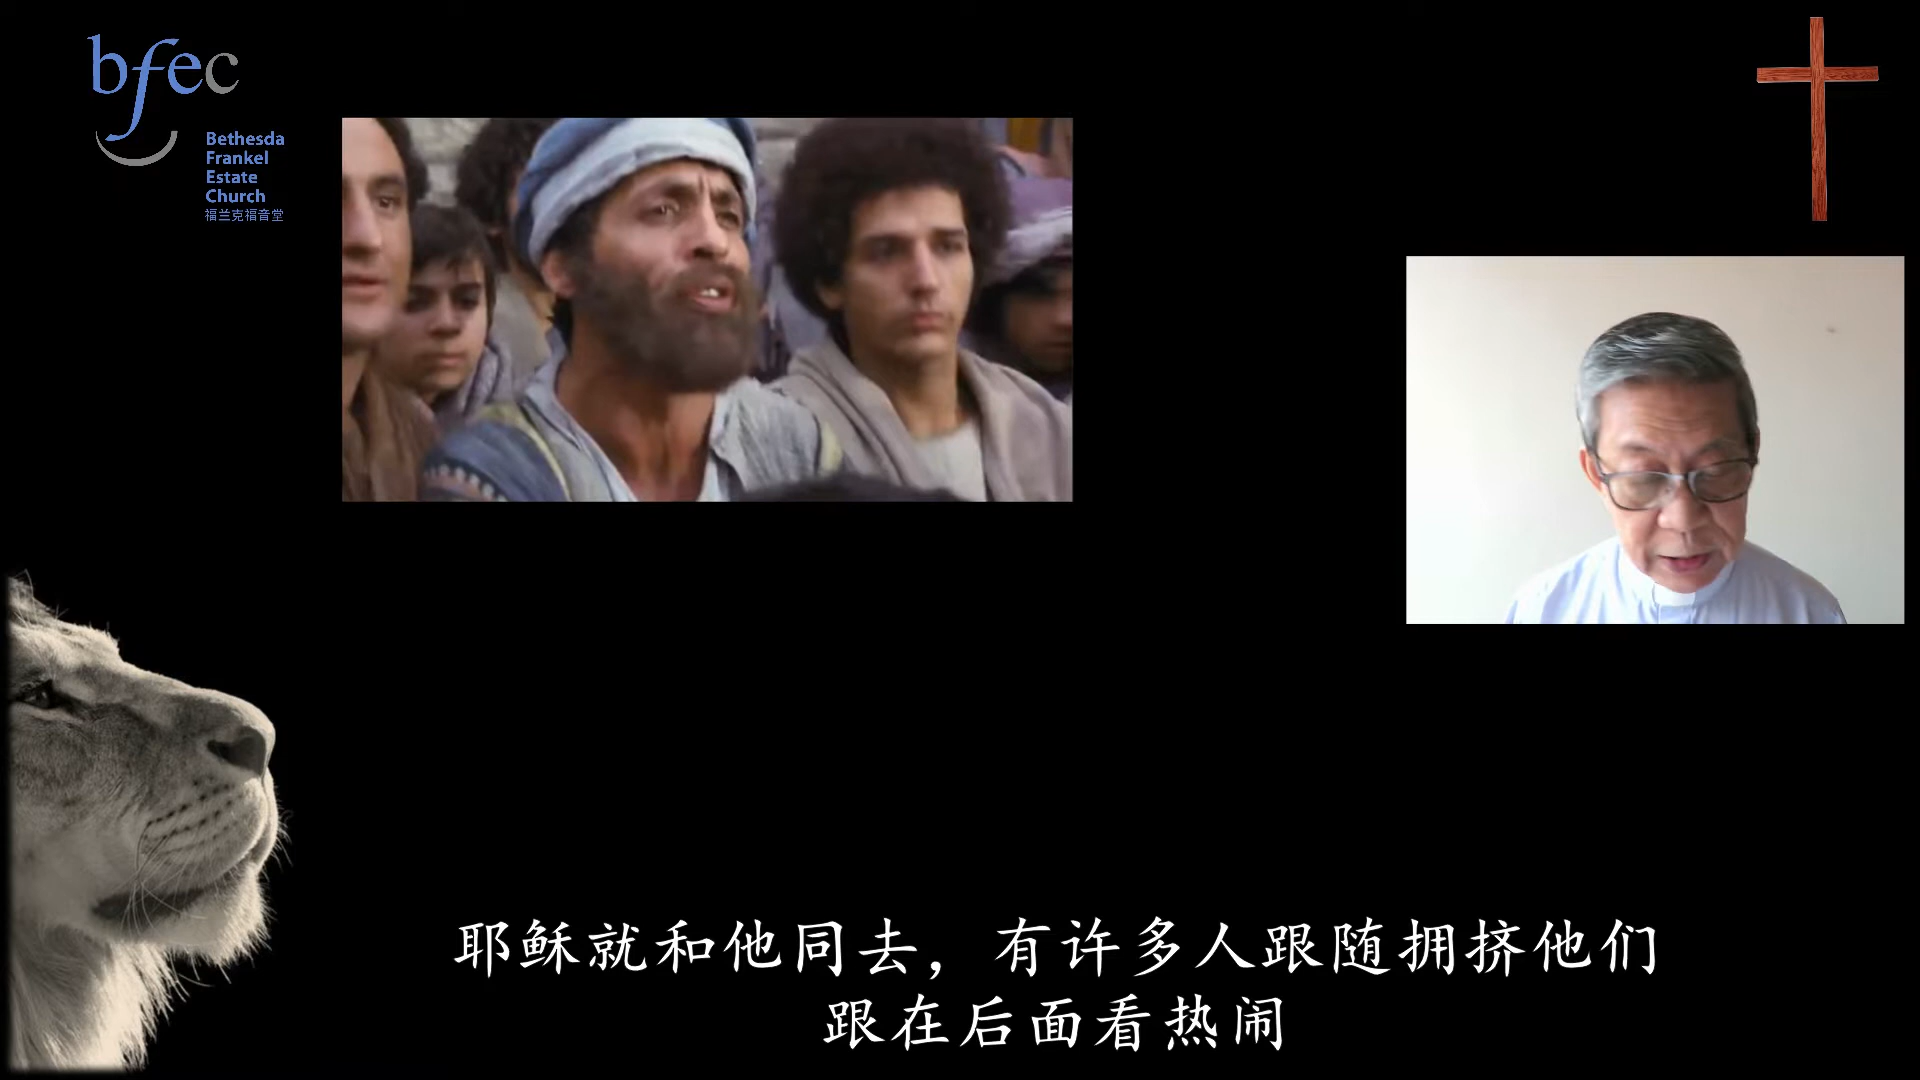 bfec
Bethesda
Frankel
Estate
Church
福兰克福音堂
耶稣就和他同去，有许多人跟随拥挤他们
跟在后面看热闹